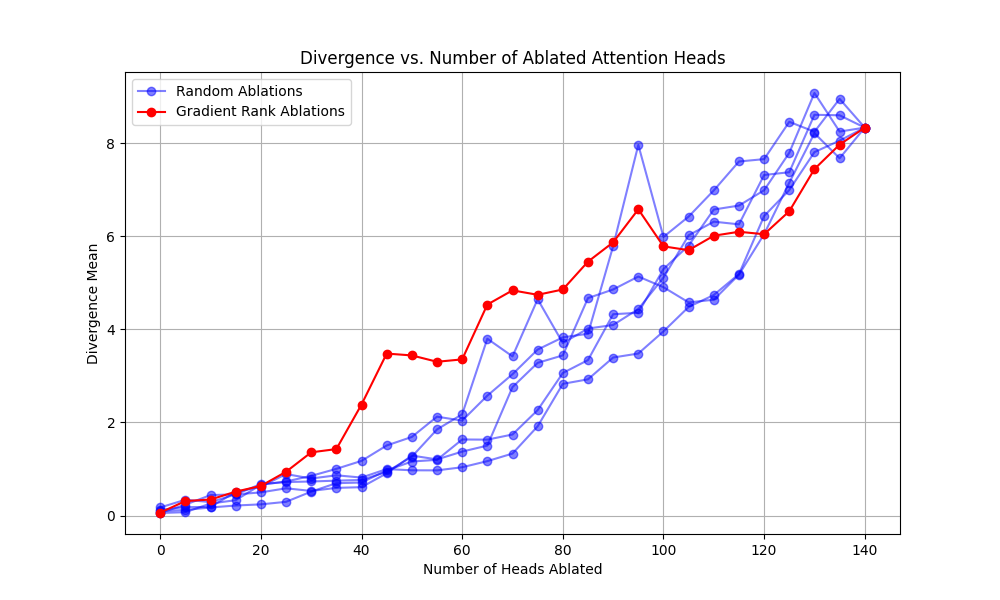 Divergence vs. Number of Ablated Attention Heads
Random Ablations
Gradient Rank Ablations
Divergence Mean
8
6
4
2
0
0 20 40 60 80 100 120 140
Number of Heads Ablated